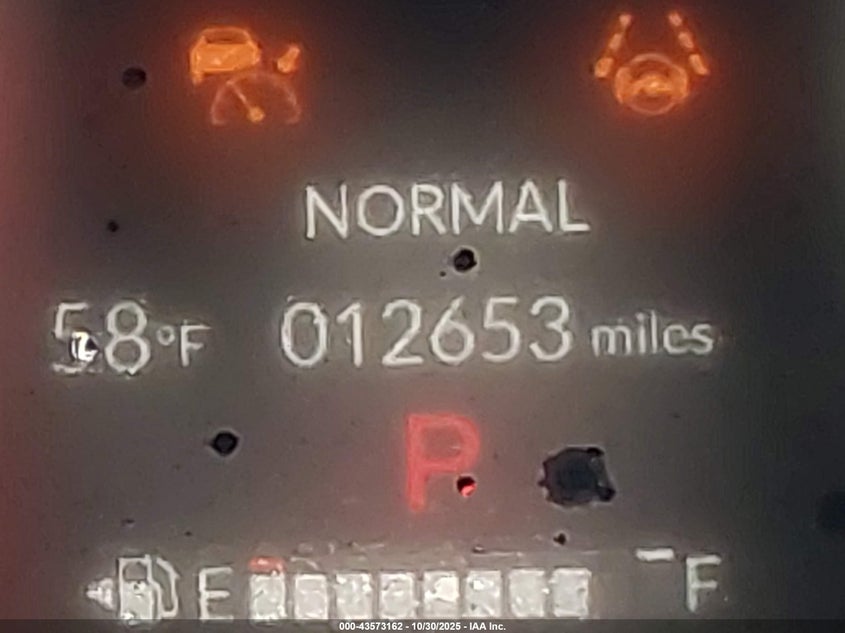 NORMAL
58°F 012653 miles
P
E F
000-43573162 - 10/30/2025 - IAA Inc.